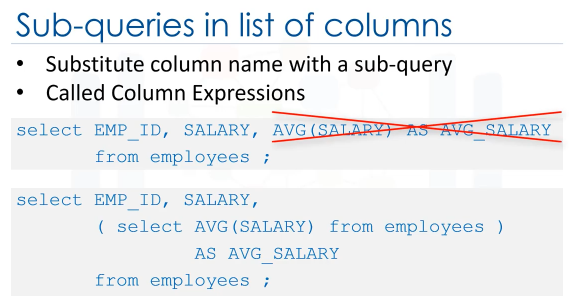 Sub-queries in list of columns
• Substitute column name with a sub-query
• Called Column Expressions
select EMP_ID, SALARY, AVG(SALARY) AS AVG_SALARY
from employees ;
select EMP_ID, SALARY,
( select AVG(SALARY) from employees )
AS AVG_SALARY
from employees ;